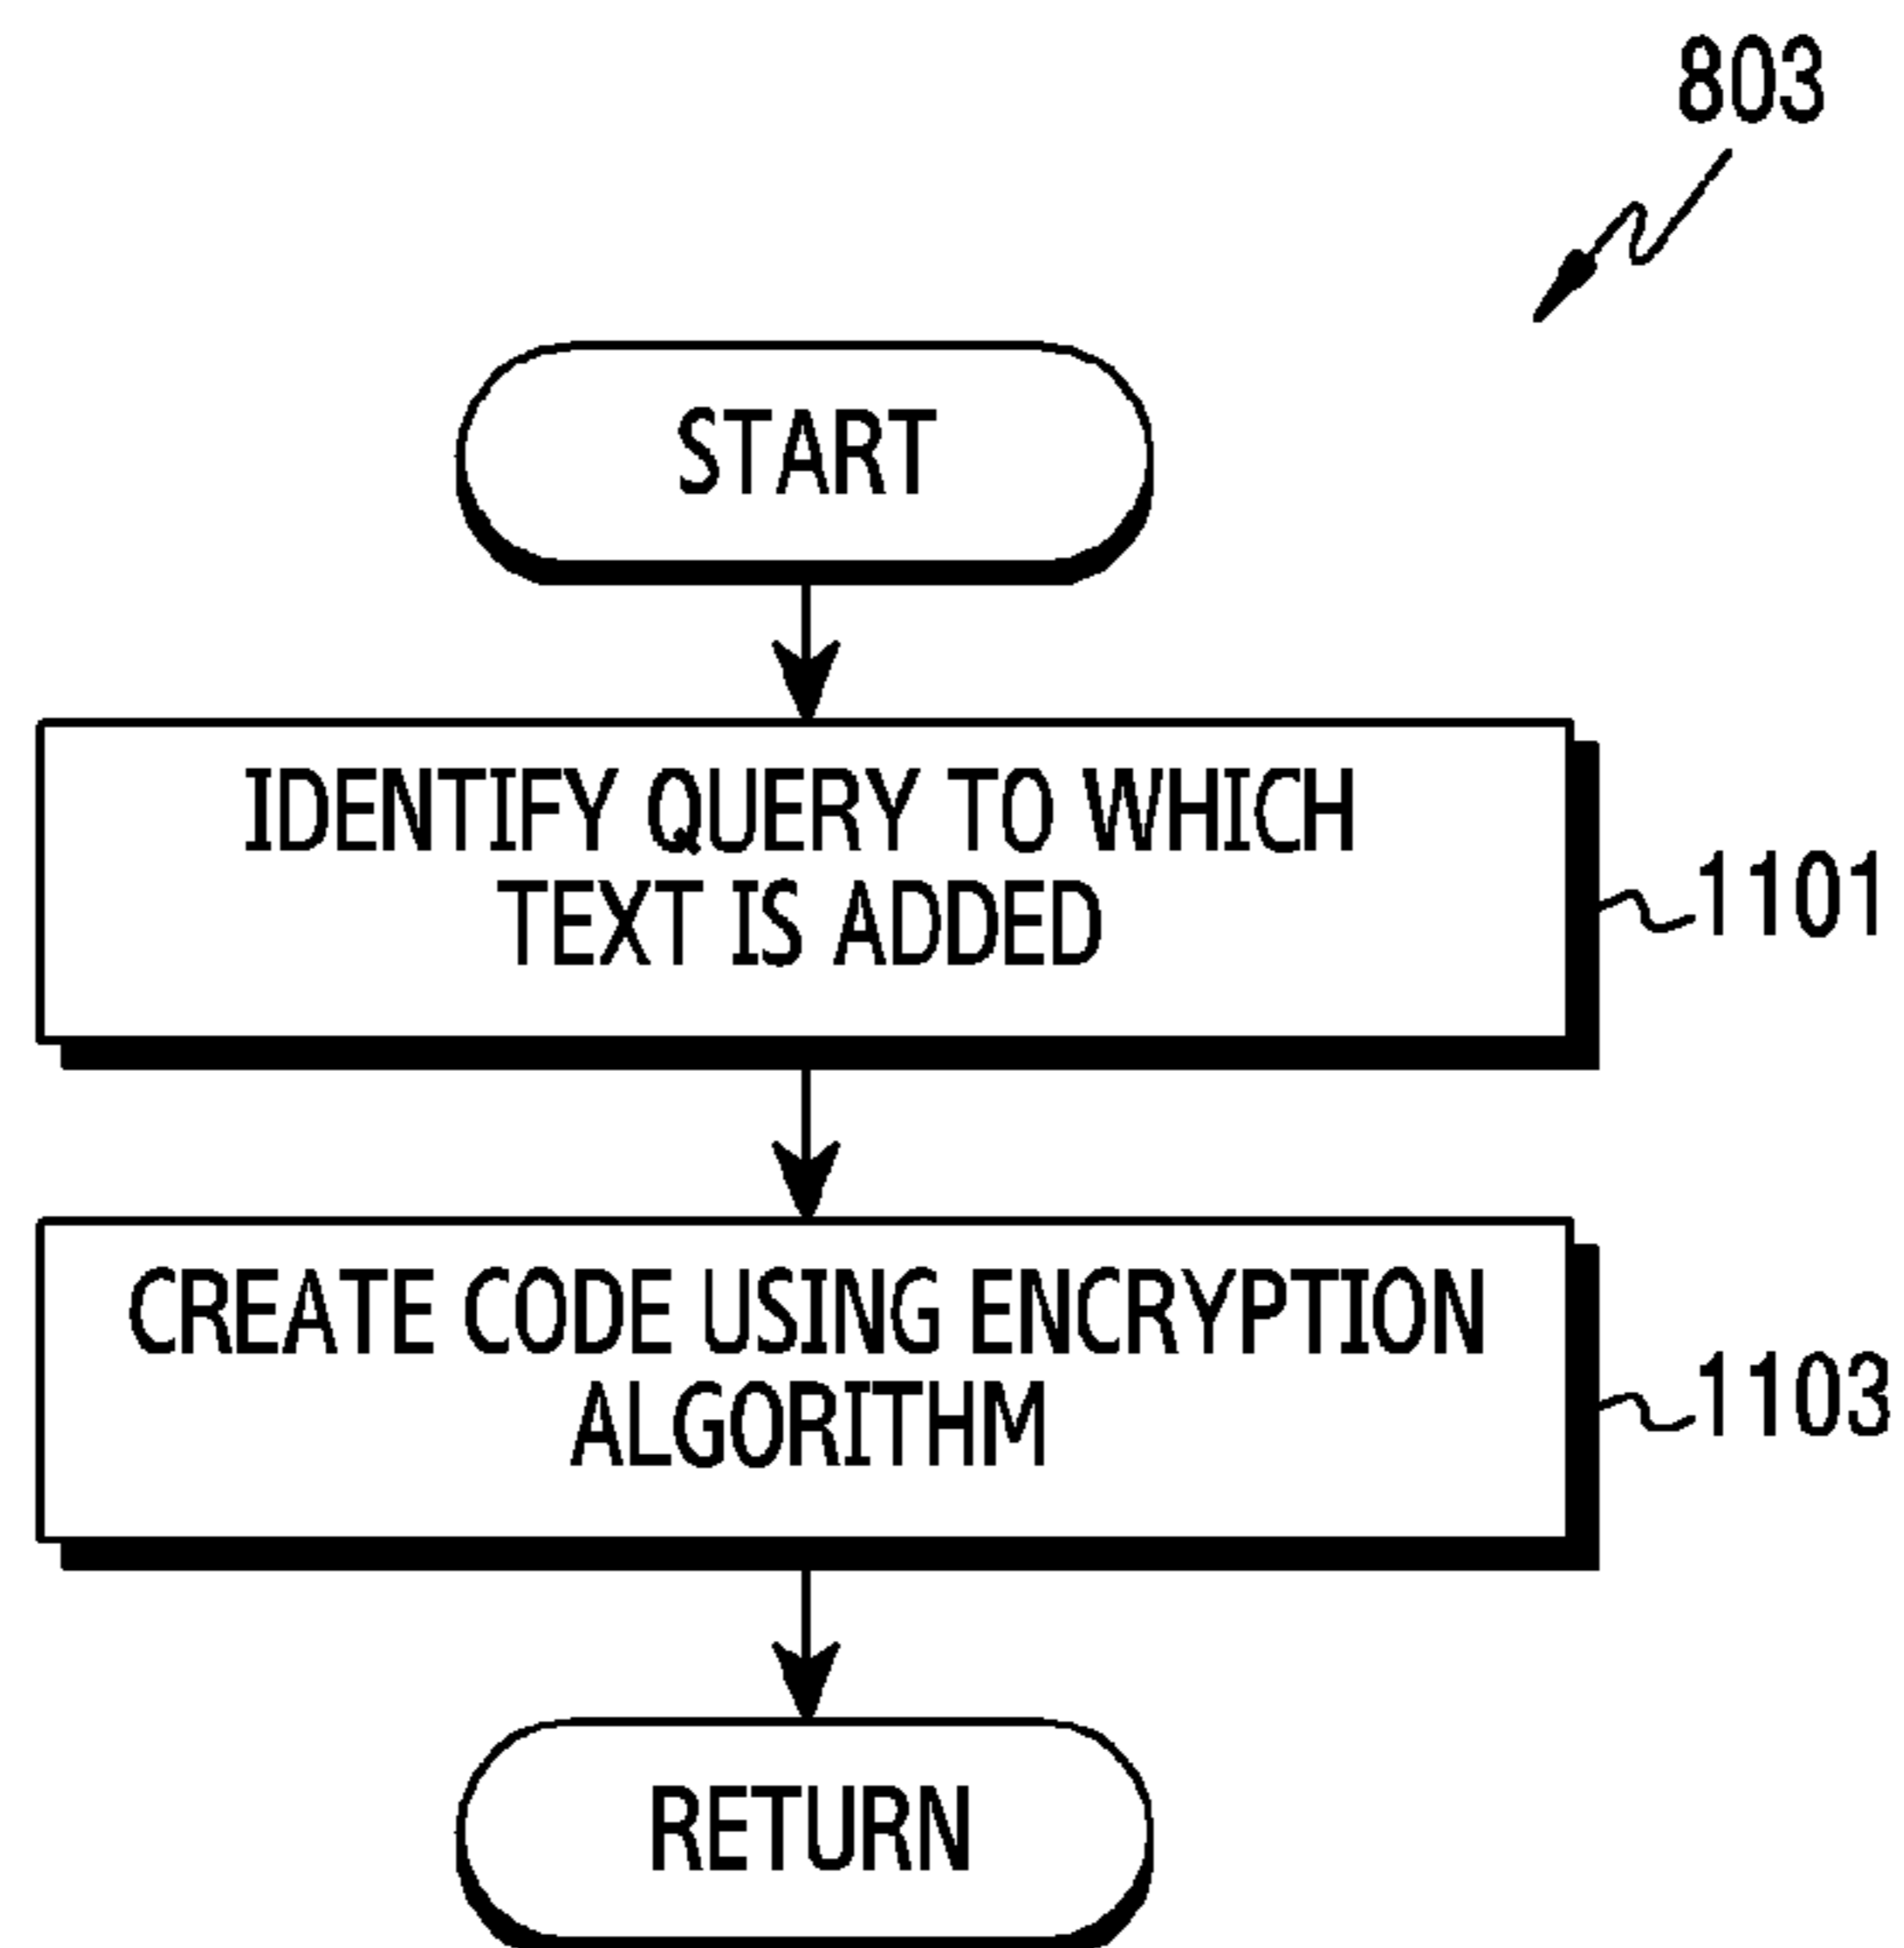 803
START
IDENTIFY QUERY TO WHICH
TEXT IS ADDED
1101
CREATE CODE USING ENCRYPTION
ALGORITHM
1103
RETURN